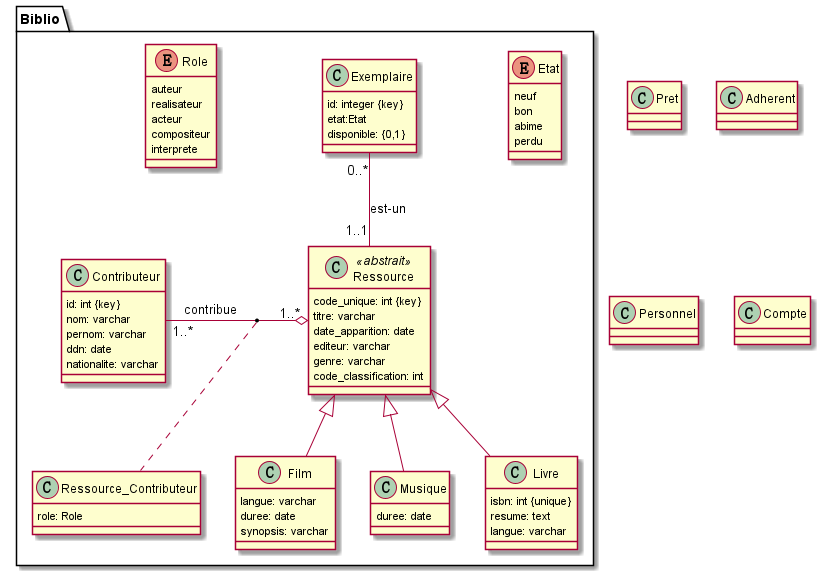 Biblio
E Role
auteur
realisateur
acteur
compositeur
interprete
C Exemplaire
id: integer {key}
etat:Etat
disponible: {0,1}
E Etat
neuf
bon
abime
perdu
C Pret
C Adherent
0..*
est-un
1..1
C Contributeur
id: int {key}
nom: varchar
pernom: varchar
ddn: date
nationalite: varchar
contribue
1..*
1..*
C «abstrait»
Ressource
code_unique: int {key}
titre: varchar
date_apparition: date
editeur: varchar
genre: varchar
code_classification: int
C Personnel
C Compte
C Ressource_Contributeur
role: Role
C Film
langue: varchar
duree: date
synopsis: varchar
C Musique
duree: date
C Livre
isbn: int {unique}
resume: text
langue: varchar